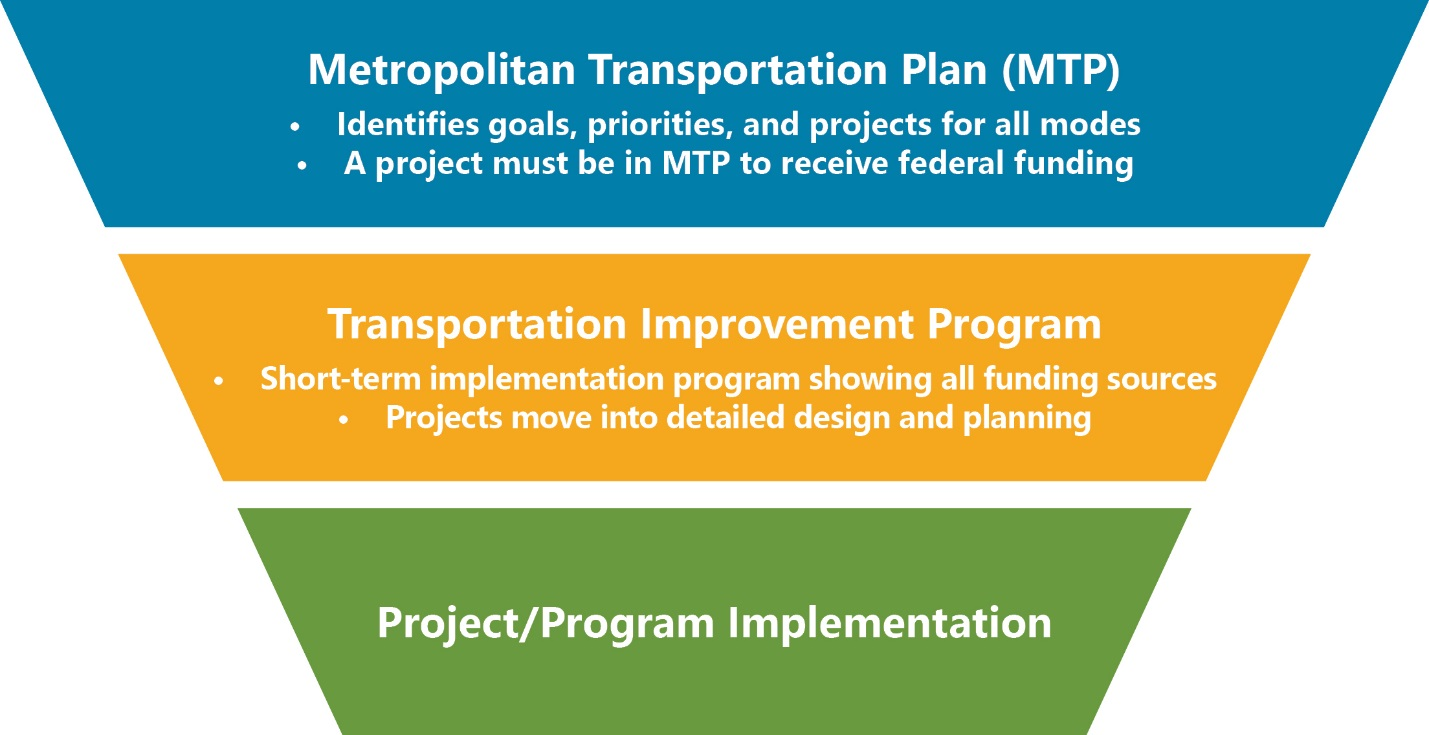 Metropolitan Transportation Plan (MTP)
• Identifies goals, priorities, and projects for all modes
• A project must be in MTP to receive federal funding
Transportation Improvement Program
• Short-term implementation program showing all funding sources
• Projects move into detailed design and planning
Project/Program Implementation